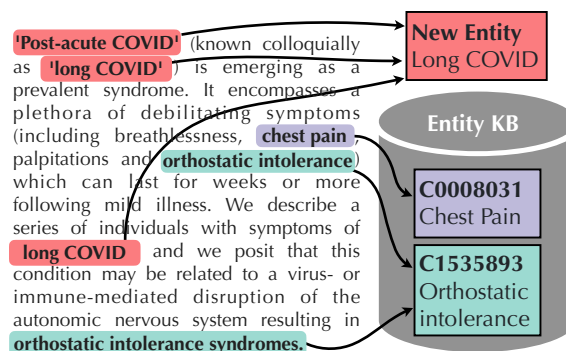 'Post-acute COVID' (known colloquially
as 'long COVID') is emerging as a
prevalent syndrome. It encompasses a
plethora of debilitating symptoms
(including breathlessness, chest pain,
palpitations and orthostatic intolerance)
which can last for weeks or more
following mild illness. We describe a
series of individuals with symptoms of
long COVID and we posit that this
condition may be related to a virus- or
immune-mediated disruption of the
autonomic nervous system resulting in
orthostatic intolerance syndromes.
New Entity
Long COVID
Entity KB
C0008031
Chest Pain
C1535893
Orthostatic
intolerance